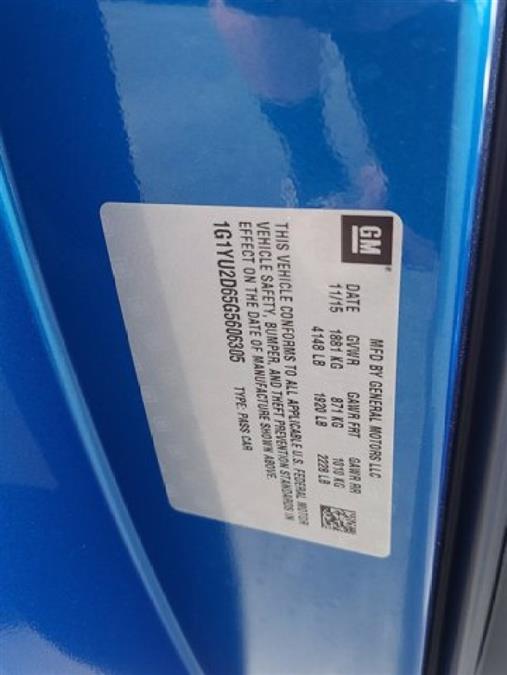 GM®
MFD BY GENERAL MOTORS LLC
DATE GVWR GAWR FRT GAWR RR
11/15 1881 KG 871 KG 1010 KG
4148 LB 1920 LB 2228 LB
THIS VEHICLE CONFORMS TO ALL APPLICABLE U.S. FEDERAL MOTOR
VEHICLE SAFETY, BUMPER, AND THEFT PREVENTION STANDARDS IN
EFFECT ON THE DATE OF MANUFACTURE SHOWN ABOVE.
1G1YU2D65G5606305 TYPE: PASS CAR